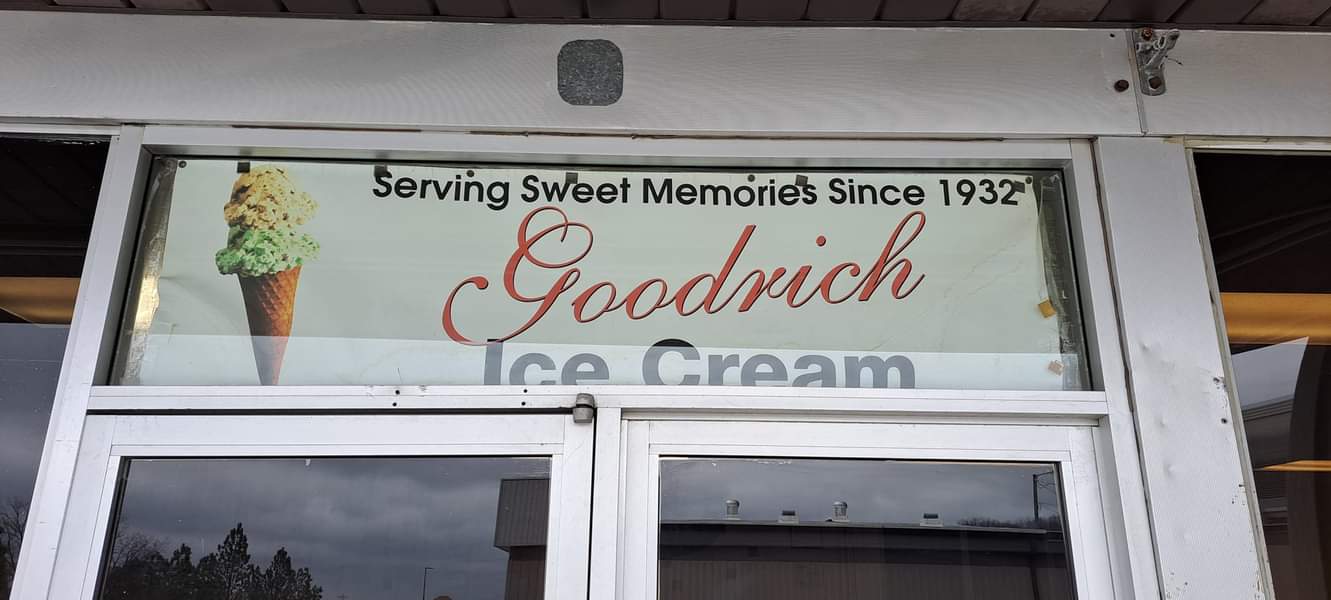 Serving Sweet Memories Since 1932
Goodrich
Ice Cream